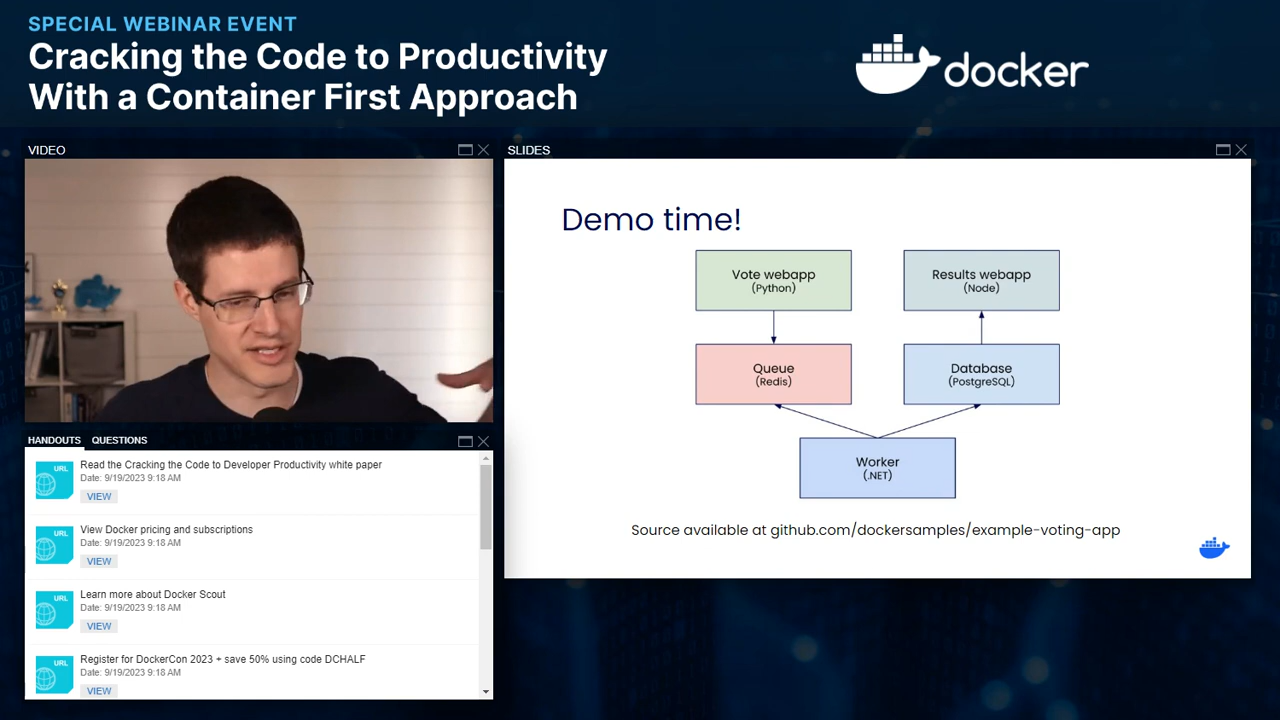 SPECIAL WEBINAR EVENT
Cracking the Code to Productivity
With a Container First Approach
docker
VIDEO
SLIDES
Demo time!
Vote webapp
(Python)
Results webapp
(Node)
Queue
(Redis)
Database
(PostgreSQL)
Worker
(.NET)
Source available at github.com/dockersamples/example-voting-app
HANDOUTS QUESTIONS
URL
Read the Cracking the Code to Developer Productivity white paper
Date: 9/19/2023 9:18 AM
VIEW
URL
View Docker pricing and subscriptions
Date: 9/19/2023 9:18 AM
VIEW
URL
Learn more about Docker Scout
Date: 9/19/2023 9:18 AM
VIEW
URL
Register for DockerCon 2023 + save 50% using code DCHALF
Date: 9/19/2023 9:18 AM
VIEW